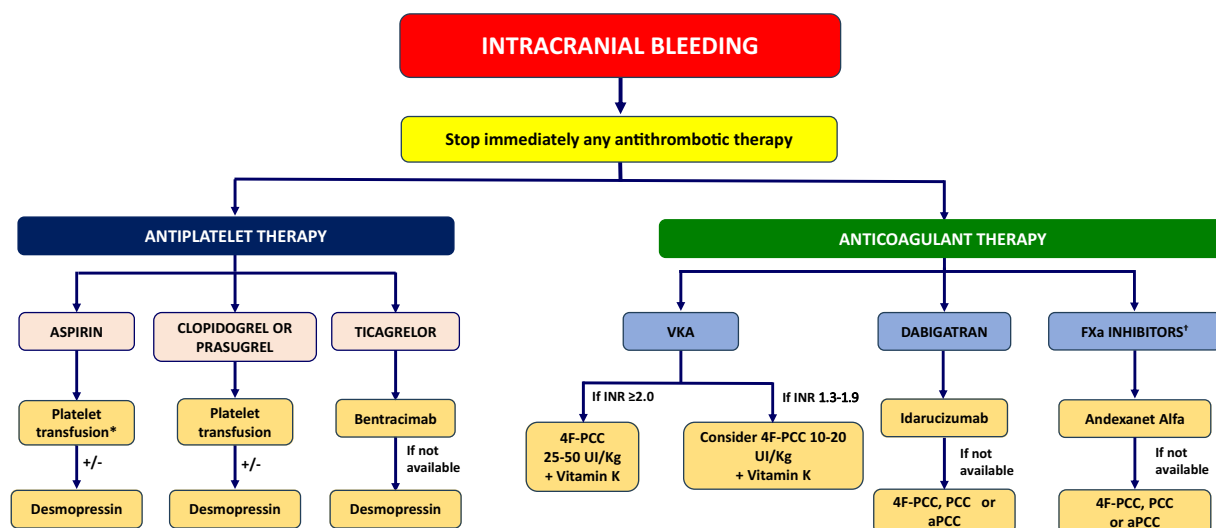 INTRACRANIAL BLEEDING
Stop immediately any antithrombotic therapy
ANTIPLATELET THERAPY
ANTICOAGULANT THERAPY
ASPIRIN
CLOPIDOGREL OR
PRASUGREL
TICAGRELOR
VKA
DABIGATRAN
FXa INHIBITORS†
If INR ≥2.0
If INR 1.3-1.9
Platelet
transfusion*
Platelet
transfusion
Bentracimab
4F-PCC
25-50 UI/Kg
+ Vitamin K
Consider 4F-PCC 10-20
UI/Kg
+ Vitamin K
Idarucizumab
Andexanet Alfa
+/-
+/-
If not
available
If not
available
If not
available
Desmopressin
Desmopressin
Desmopressin
4F-PCC, PCC or
aPCC
4F-PCC, PCC
or aPCC